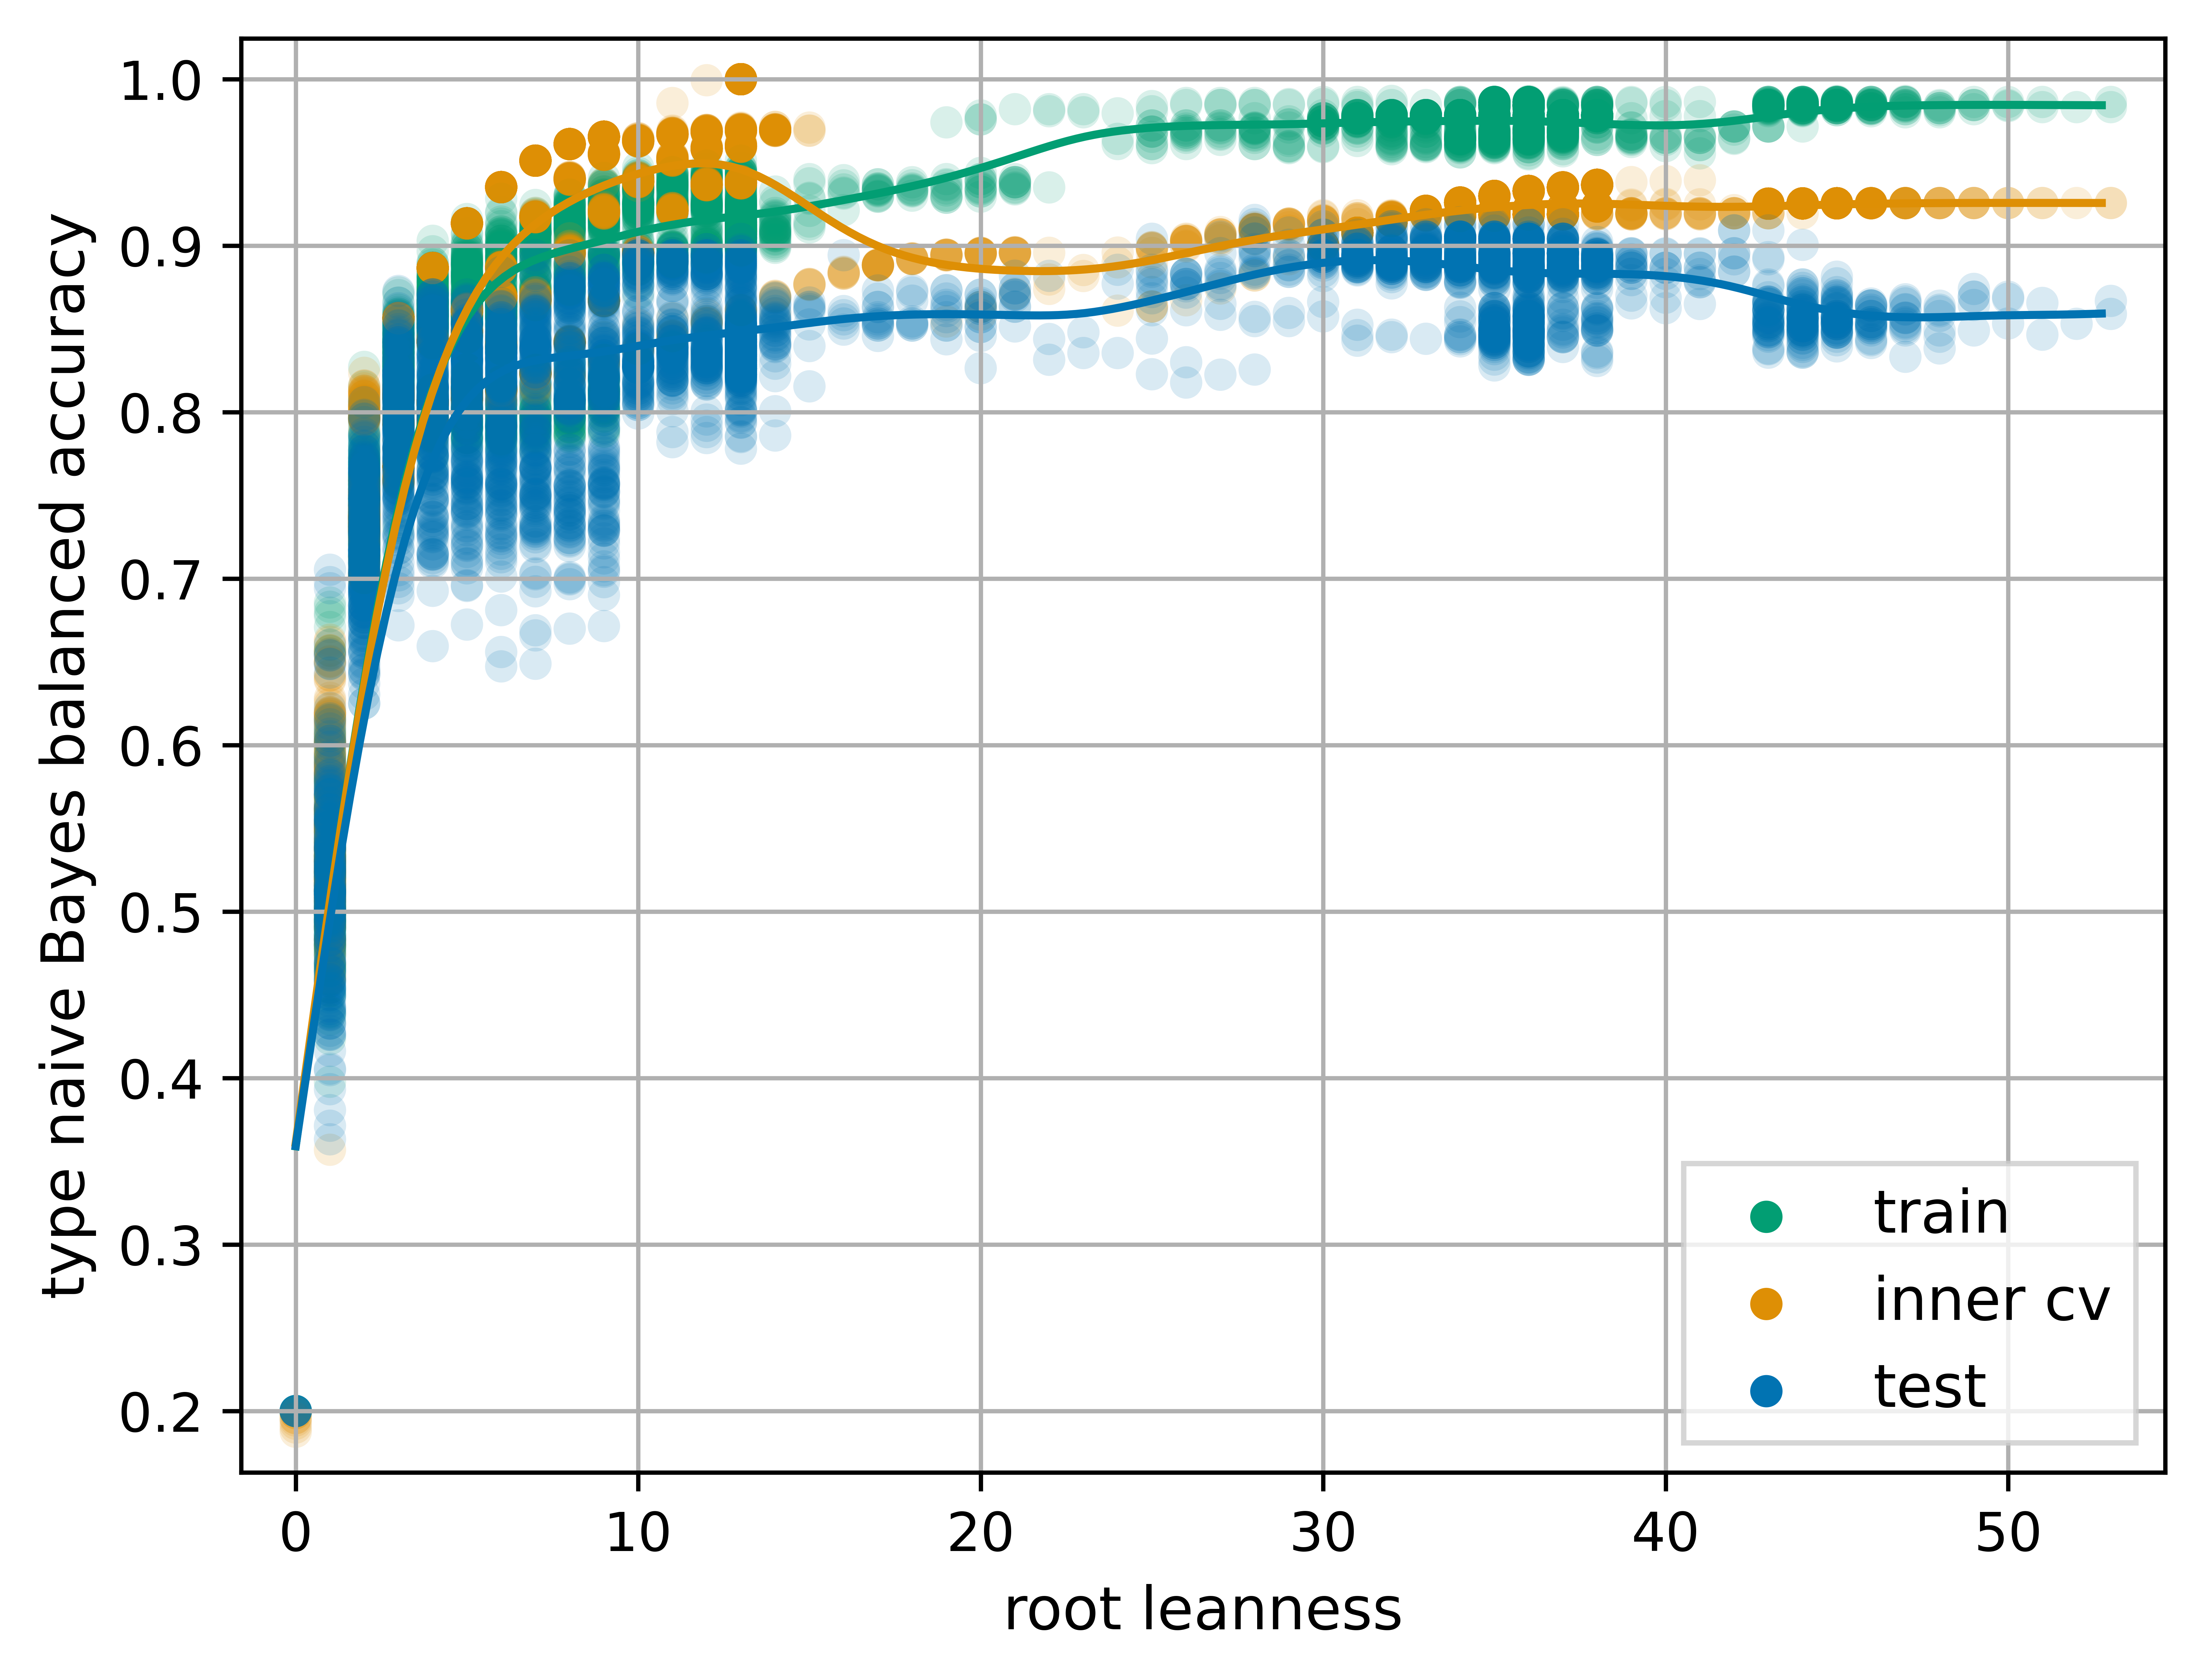 type naive Bayes balanced accuracy
1.0
0.9
0.8
0.7
0.6
0.5
0.4
0.3
0.2
0 10 20 30 40 50
root leanness
train
inner cv
test